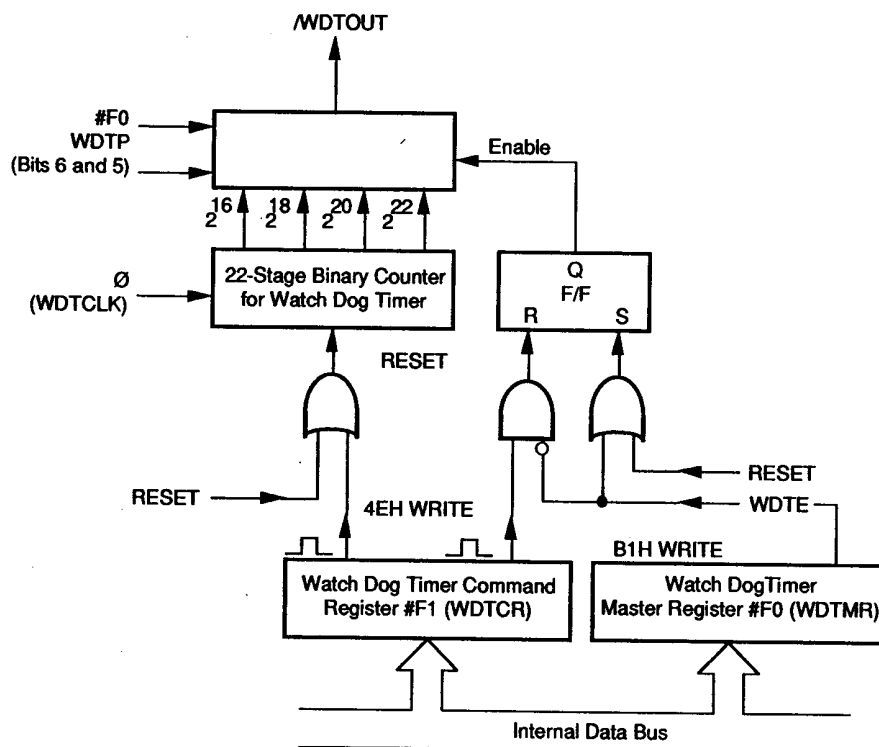 /WDTOUT
#F0
WDTP
(Bits 6 and 5)
Enable
2^16 2^18 2^20 2^22
Ø
(WDTCLK)
22-Stage Binary Counter
for Watch Dog Timer
Q
F/F
R S
RESET
RESET
RESET
4EH WRITE
WDTE
B1H WRITE
Watch Dog Timer Command
Register #F1 (WDTCR)
Watch DogTimer
Master Register #F0 (WDTMR)
Internal Data Bus